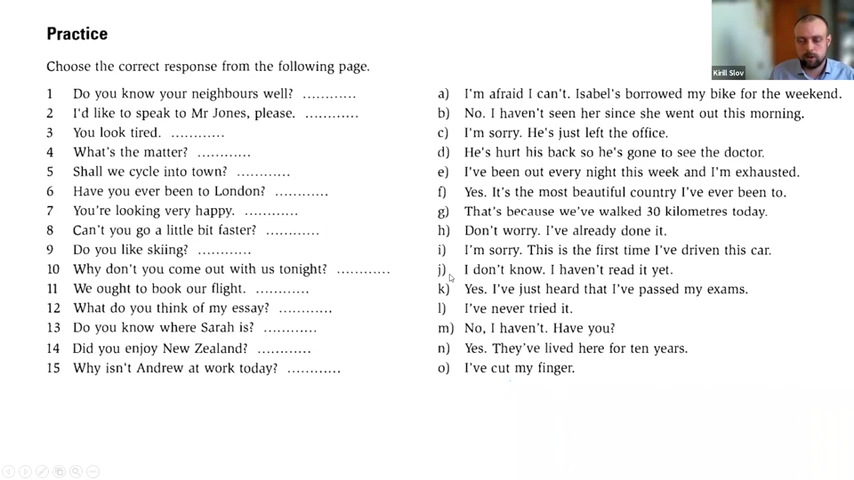 Practice
Choose the correct response from the following page.
1 Do you know your neighbours well? ............
2 I'd like to speak to Mr Jones, please. ............
3 You look tired. ............
4 What's the matter? ............
5 Shall we cycle into town? ............
6 Have you ever been to London? ............
7 You're looking very happy. ............
8 Can't you go a little bit faster? ............
9 Do you like skiing? ............
10 Why don't you come out with us tonight? ............
11 We ought to book our flight. ............
12 What do you think of my essay? ............
13 Do you know where Sarah is? ............
14 Did you enjoy New Zealand? ............
15 Why isn't Andrew at work today? ............
a) I'm afraid I can't. Isabel's borrowed my bike for the weekend.
b) No. I haven't seen her since she went out this morning.
c) I'm sorry. He's just left the office.
d) He's hurt his back so he's gone to see the doctor.
e) I've been out every night this week and I'm exhausted.
f) Yes. It's the most beautiful country I've ever been to.
g) That's because we've walked 30 kilometres today.
h) Don't worry. I've already done it.
i) I'm sorry. This is the first time I've driven this car.
j) I don't know. I haven't read it yet.
k) Yes. I've just heard that I've passed my exams.
l) I've never tried it.
m) No, I haven't. Have you?
n) Yes. They've lived here for ten years.
o) I've cut my finger.
Kirill Slov